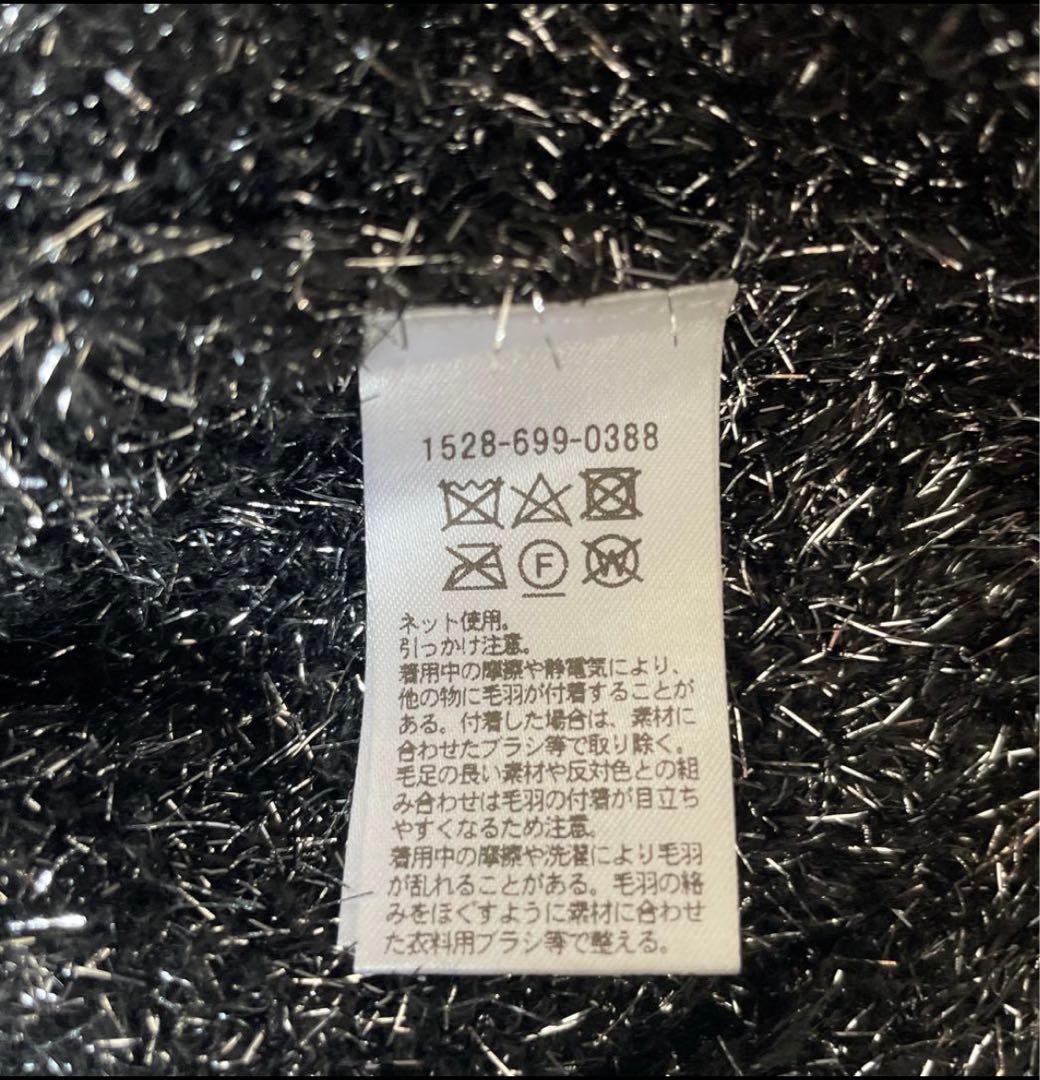 1528-699-0388
F W
ネット使用。
引っかけ注意。
着用中の摩擦や静電気により、
他の物に毛羽が付着することが
ある。付着した場合は、素材に
合わせたブラシ等で取り除く。
毛足の良い素材や反対色との組
み合わせは毛羽の付着が目立ち
やすくなるため注意。
着用中の摩擦や洗濯により毛羽
が乱れることがある。毛羽の絡
みをほぐすように素材に合わせ
た衣料用ブラシ等で整える。